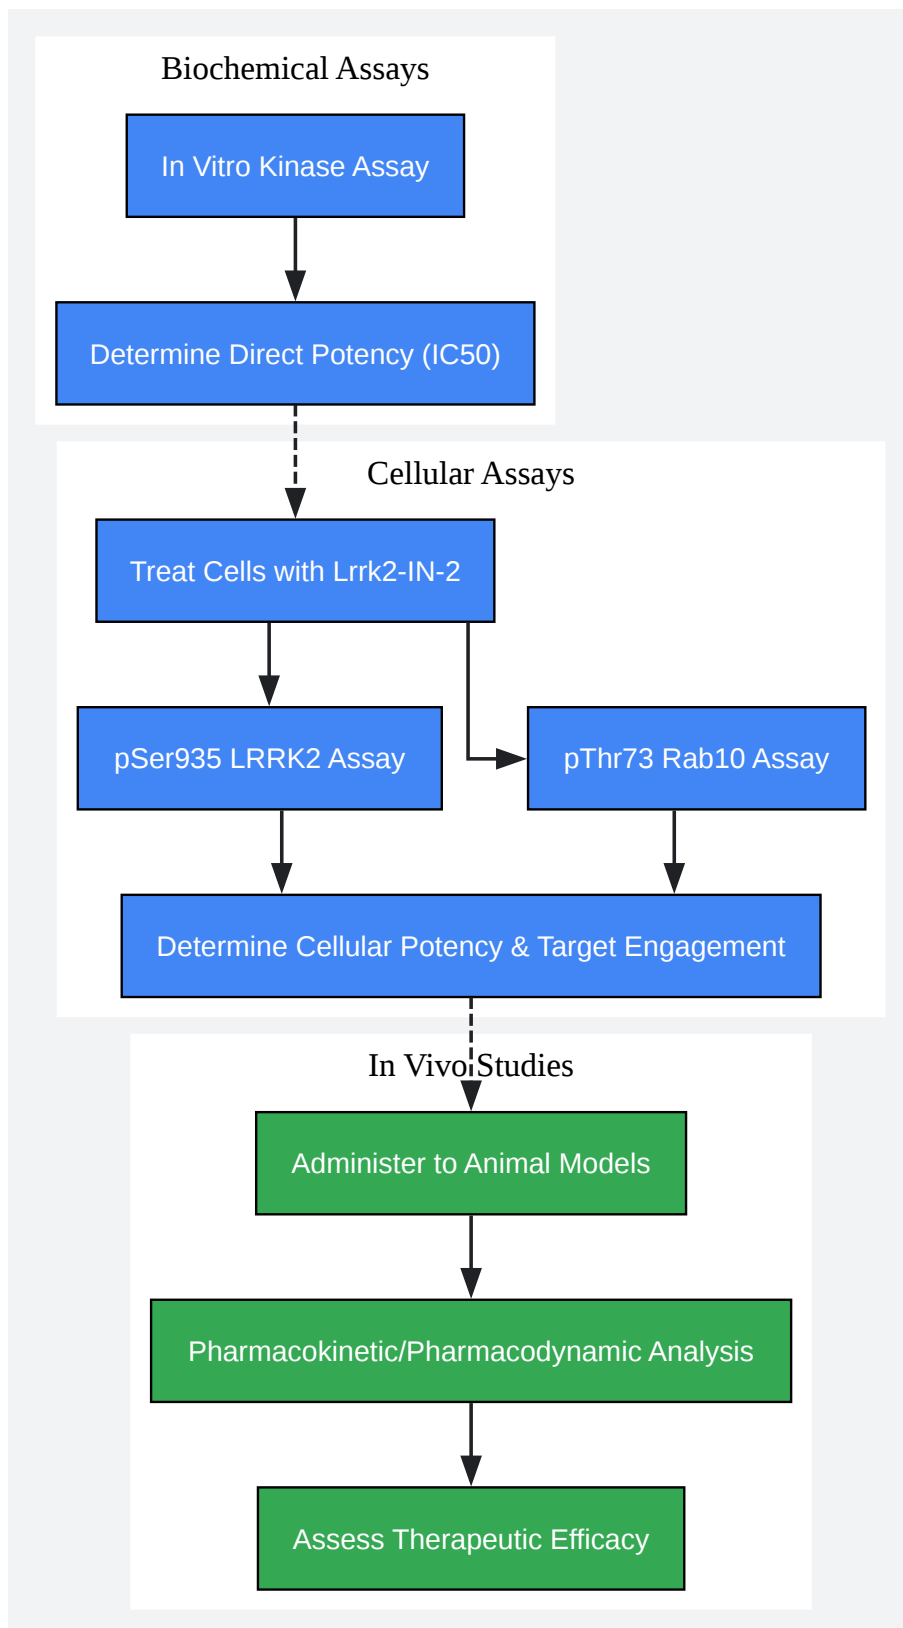 Biochemical Assays
In Vitro Kinase Assay
Determine Direct Potency (IC50)
Cellular Assays
Treat Cells with Lrrk2-IN-2
pSer935 LRRK2 Assay
pThr73 Rab10 Assay
Determine Cellular Potency & Target Engagement
In Vivo Studies
Administer to Animal Models
Pharmacokinetic/Pharmacodynamic Analysis
Assess Therapeutic Efficacy